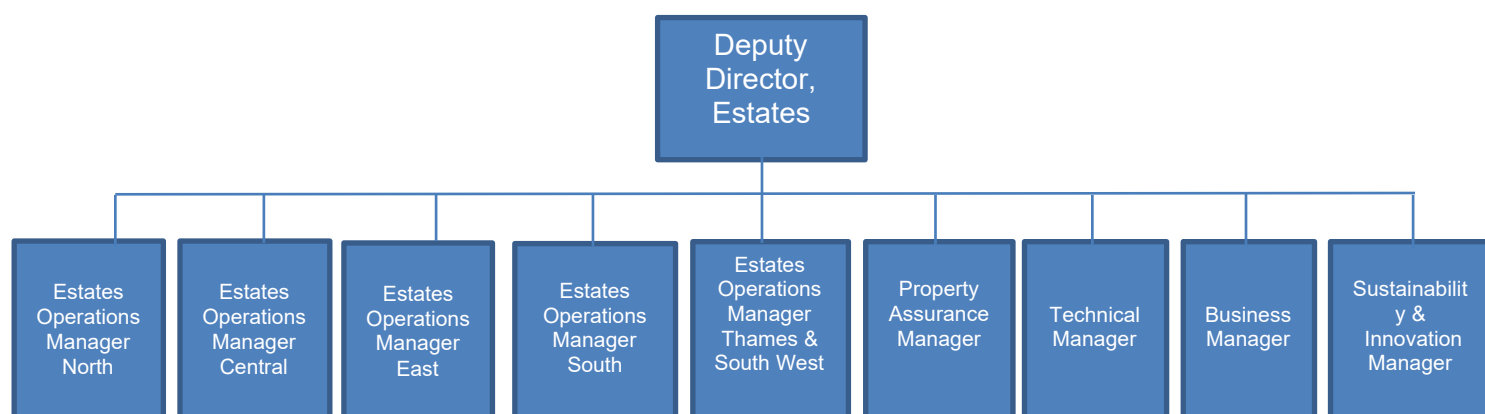 Deputy
Director,
Estates
Estates
Operations
Manager
North
Estates
Operations
Manager
Central
Estates
Operations
Manager
East
Estates
Operations
Manager
South
Estates
Operations
Manager
Thames &
South West
Property
Assurance
Manager
Technical
Manager
Business
Manager
Sustainabilit
y &
Innovation
Manager